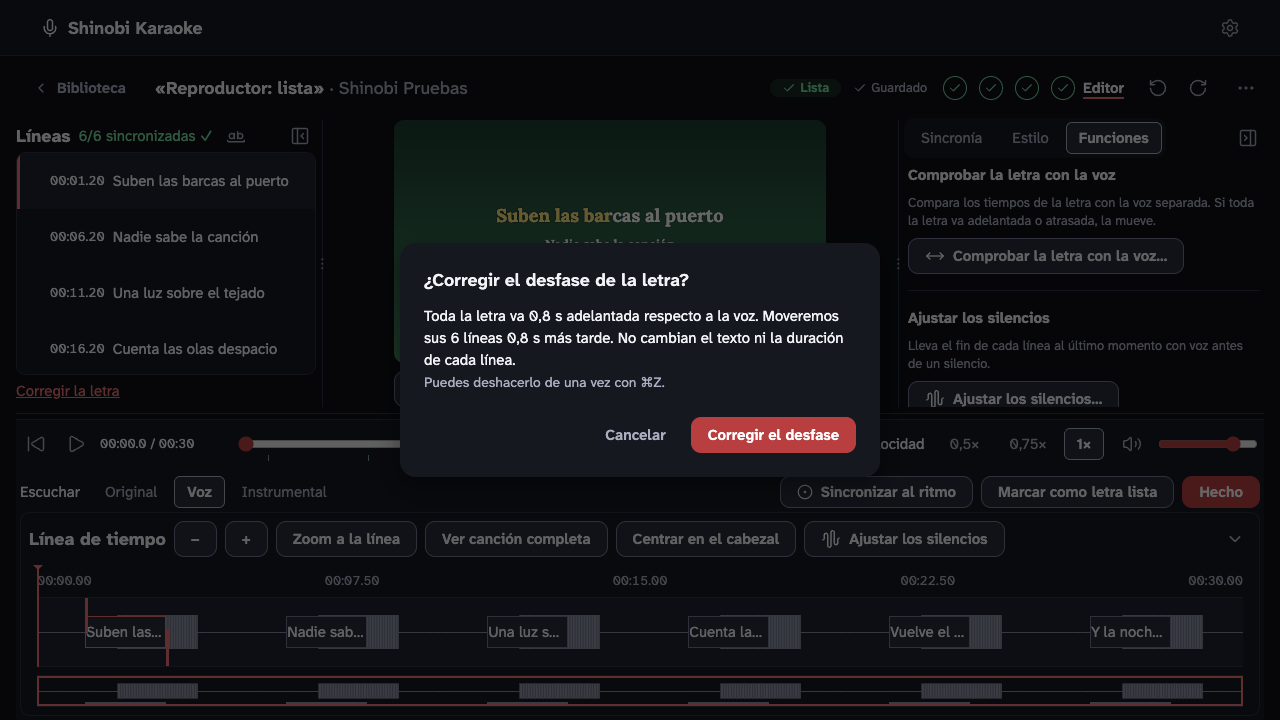 Shinobi Karaoke
Biblioteca
«Reproductor: lista» · Shinobi Pruebas
Lista
Guardado
Editor
Líneas 6/6 sincronizadas
ab
00:01.20 Suben las barcas al puerto
00:06.20 Nadie sabe la canción
00:11.20 Una luz sobre el tejado
00:16.20 Cuenta las olas despacio
Corregir la letra
Suben las barcas al puerto
Nadie sabe la canción
Sincronía
Estilo
Funciones
Comprobar la letra con la voz
Compara los tiempos de la letra con la voz separada. Si toda
la letra va adelantada o atrasada, la mueve.
Comprobar la letra con la voz...
Ajustar los silencios
Lleva el fin de cada línea al último momento con voz antes
de un silencio.
Ajustar los silencios...
¿Corregir el desfase de la letra?
Toda la letra va 0,8 s adelantada respecto a la voz. Moveremos
sus 6 líneas 0,8 s más tarde. No cambian el texto ni la duración
de cada línea.
Puedes deshacerlo de una vez con ⌘Z.
Cancelar
Corregir el desfase
00:00.0 / 00:30
ocidad
0,5×
0,75×
1×
Escuchar
Original
Voz
Instrumental
Sincronizar al ritmo
Marcar como letra lista
Hecho
Línea de tiempo
−
+
Zoom a la línea
Ver canción completa
Centrar en el cabezal
Ajustar los silencios
00:00.00
00:07.50
00:15.00
00:22.50
00:30.00
Suben las...
Nadie sab...
Una luz s...
Cuenta la...
Vuelve el ...
Y la noch...